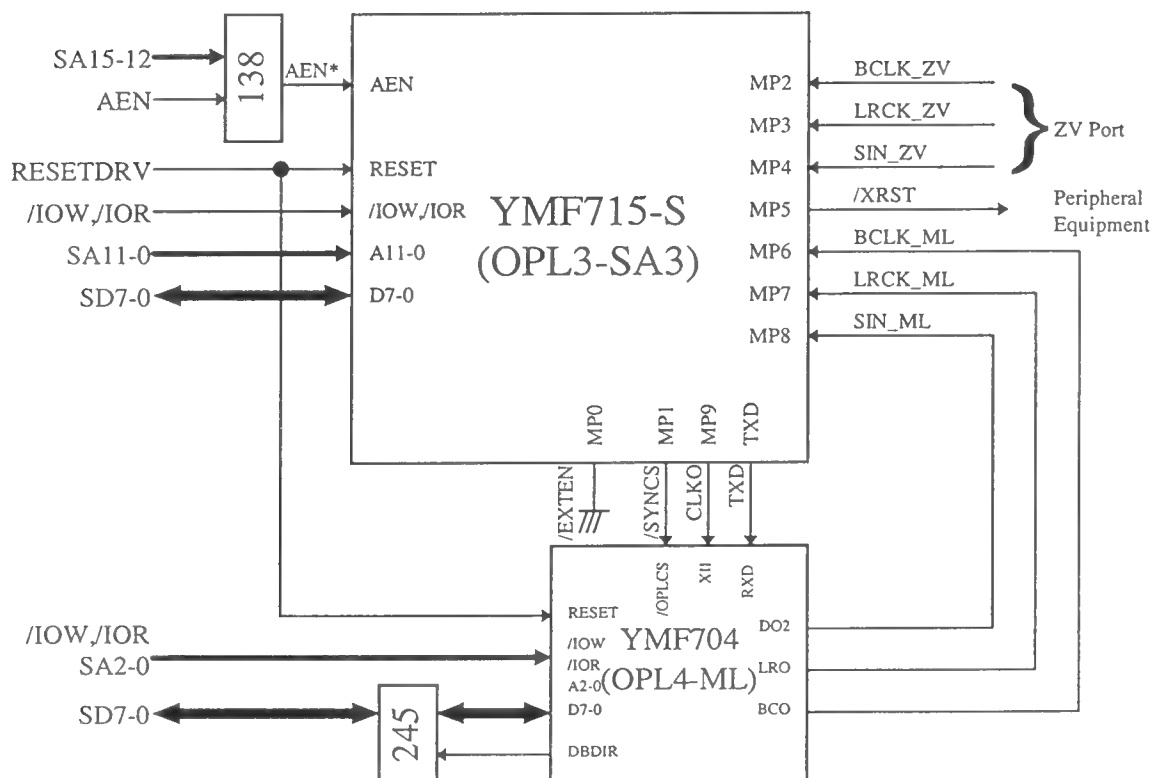 SA15-12
AEN
138
AEN*
AEN
RESETDRV
RESET
/IOW,/IOR
/IOW,/IOR
SA11-0
A11-0
SD7-0
D7-0
YMF715-S
(OPL3-SA3)
MP2
BCLK_ZV
MP3
LRCK_ZV
MP4
SIN_ZV
ZV Port
MP5
/XRST
Peripheral
Equipment
MP6
BCLK_ML
MP7
LRCK_ML
MP8
SIN_ML
MP0
MP1
MP9
TXD
/EXTEN
/SYNCS
CLKO
TXD
/OPLCS
XI1
RXD
RESET
/IOW,/IOR
/IOW
SA2-0
/IOR
A2-0
SD7-0
D7-0
245
DBDIR
YMF704
(OPL4-ML)
DO2
LRO
BCO